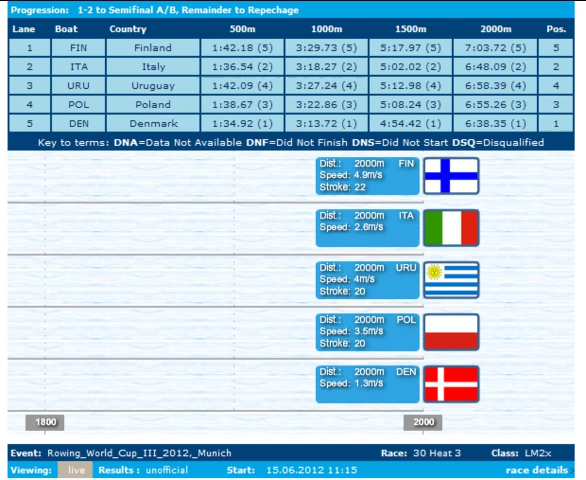 Progression: 1-2 to Semifinal A/B, Remainder to Repechage
Lane Boat Country 500m 1000m 1500m 2000m Pos.
1 FIN Finland 1:42.18 (5) 3:29.73 (5) 5:17.97 (5) 7:03.72 (5) 5
2 ITA Italy 1:36.54 (2) 3:18.27 (2) 5:02.02 (2) 6:48.09 (2) 2
3 URU Uruguay 1:42.09 (4) 3:27.24 (4) 5:12.98 (4) 6:58.39 (4) 4
4 POL Poland 1:38.67 (3) 3:22.86 (3) 5:08.24 (3) 6:55.26 (3) 3
5 DEN Denmark 1:34.92 (1) 3:13.72 (1) 4:54.42 (1) 6:38.35 (1) 1
Key to terms: DNA=Data Not Available DNF=Did Not Finish DNS=Did Not Start DSQ=Disqualified
Dist.: 2000m FIN
Speed: 4.9m/s
Stroke: 22
Dist.: 2000m ITA
Speed: 2.6m/s
Dist.: 2000m URU
Speed: 4m/s
Stroke: 20
Dist.: 2000m POL
Speed: 3.5m/s
Stroke: 20
Dist.: 2000m DEN
Speed: 1.3m/s
1800 2000
Event: Rowing_World_Cup_III_2012,_Munich Race: 30 Heat 3 Class: LM2x
Viewing: live Results : unofficial Start: 15.06.2012 11:15 race details